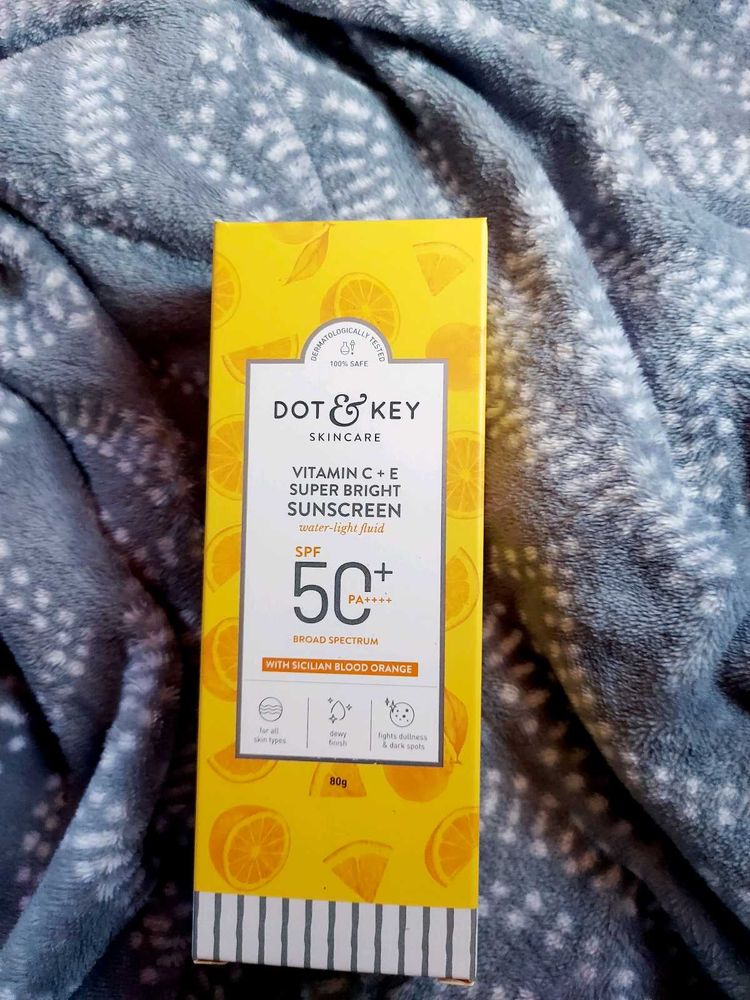 DERMATOLOGICALLY TESTED
100% SAFE
DOT & KEY
SKINCARE
VITAMIN C + E
SUPER BRIGHT
SUNSCREEN
water-light fluid
SPF
50+
PA++++
BROAD SPECTRUM
WITH SICILIAN BLOOD ORANGE
for all
skin types
dewy
finish
fights dullness
& dark spots
80g